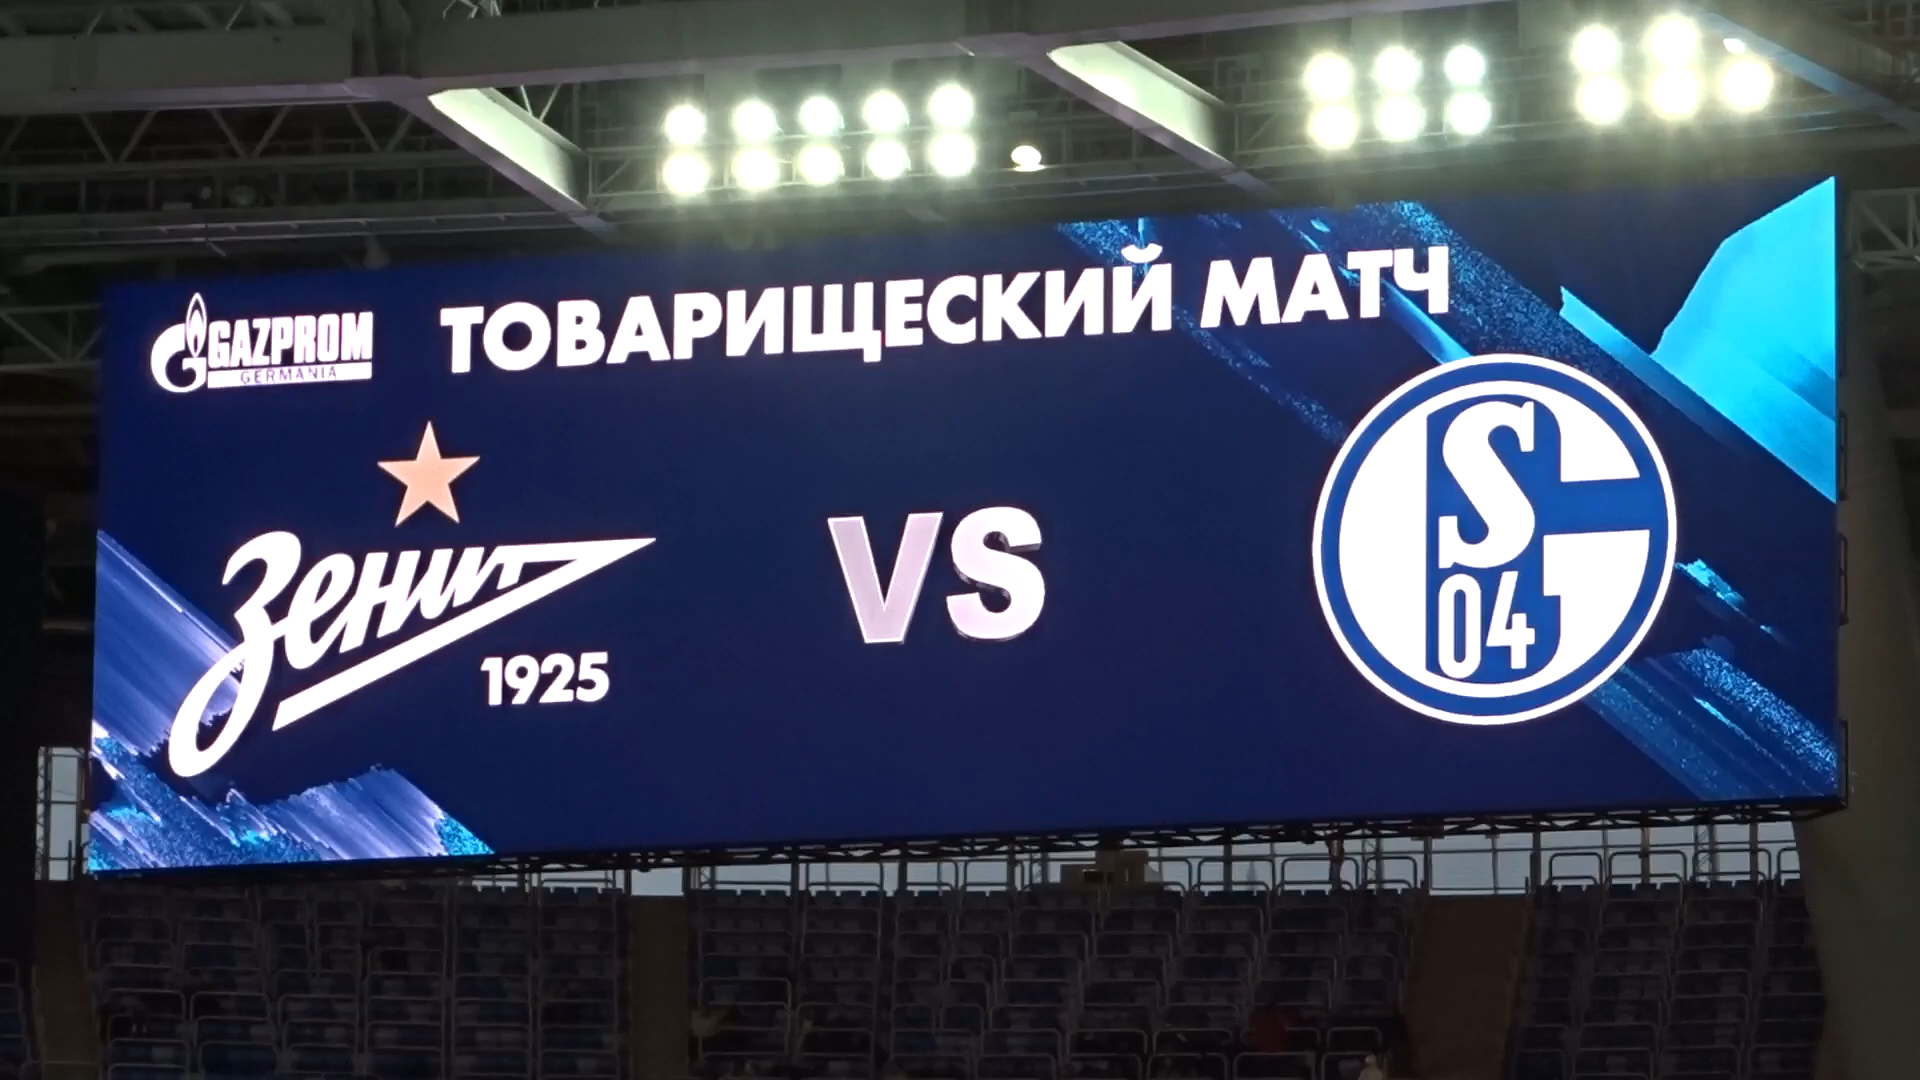 GAZPROM
GERMANIA
ТОВАРИЩЕСКИЙ МАТЧ
Зенит
1925
VS
S
04